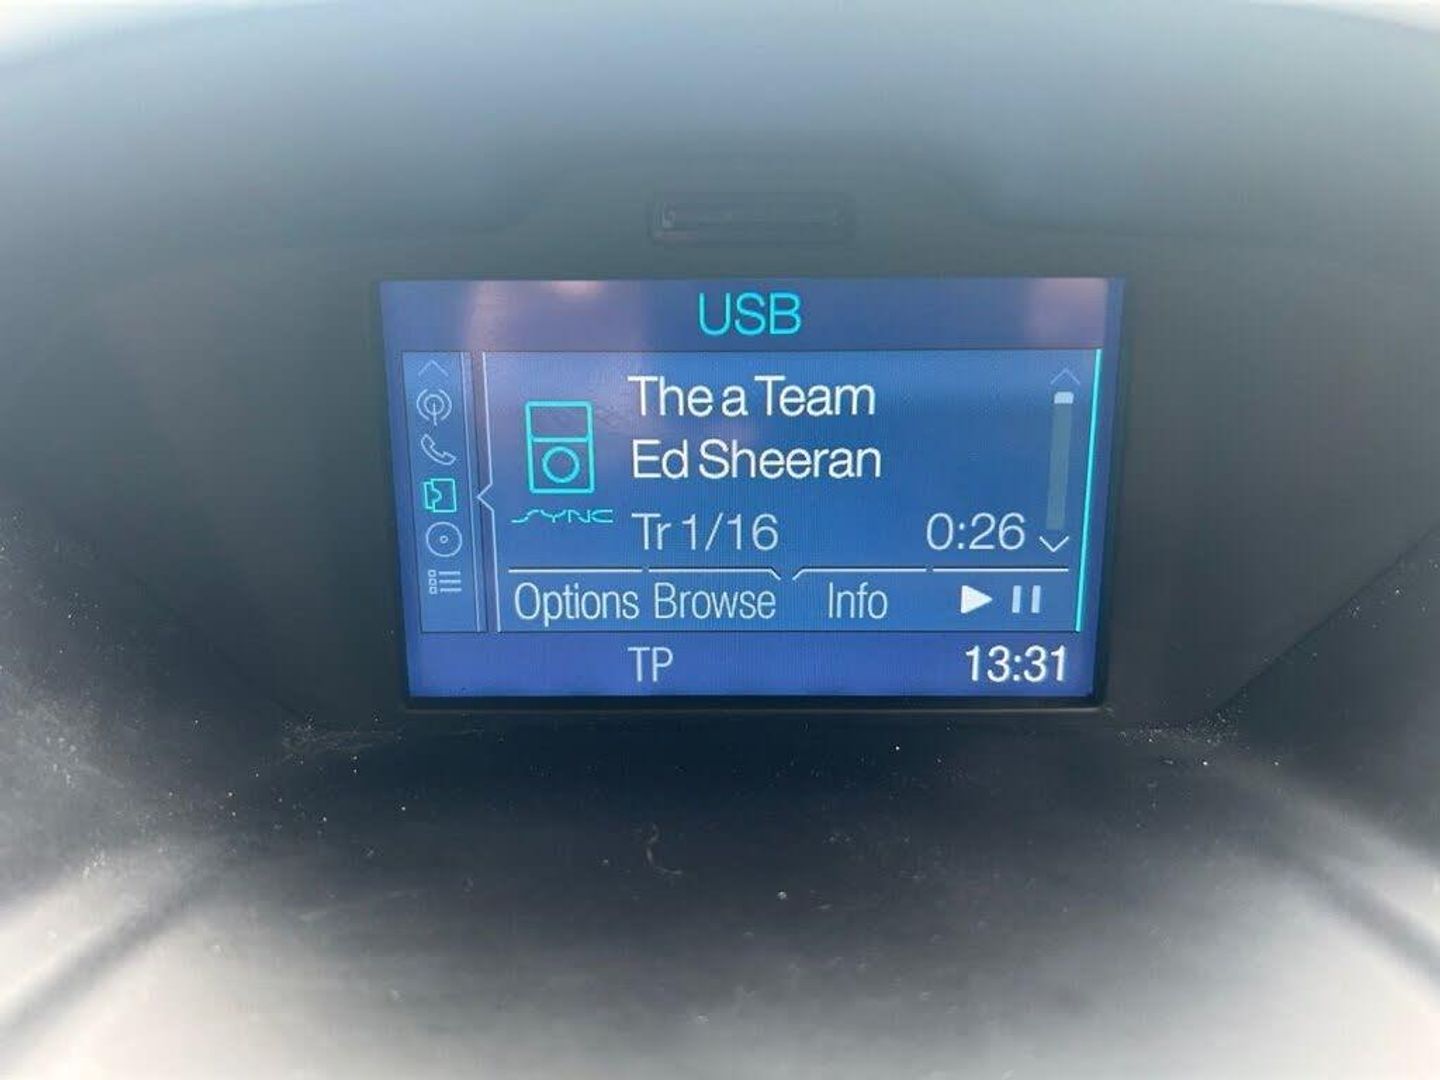 USB
The a Team
Ed Sheeran
SYNC
Tr 1/16 0:26
Options Browse Info
TP 13:31